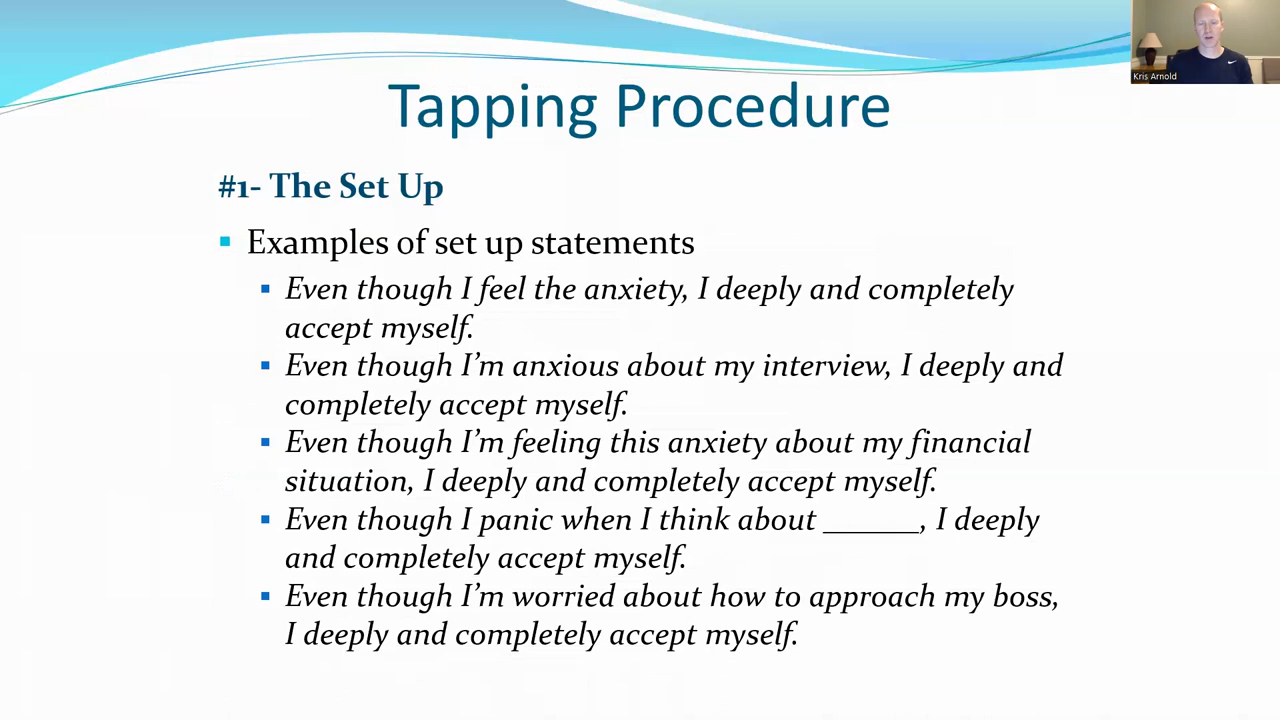 Kris Arnold
Tapping Procedure
#1- The Set Up
▪ Examples of set up statements
▪ Even though I feel the anxiety, I deeply and completely
accept myself.
▪ Even though I’m anxious about my interview, I deeply and
completely accept myself.
▪ Even though I’m feeling this anxiety about my financial
situation, I deeply and completely accept myself.
▪ Even though I panic when I think about ______, I deeply
and completely accept myself.
▪ Even though I’m worried about how to approach my boss,
I deeply and completely accept myself.